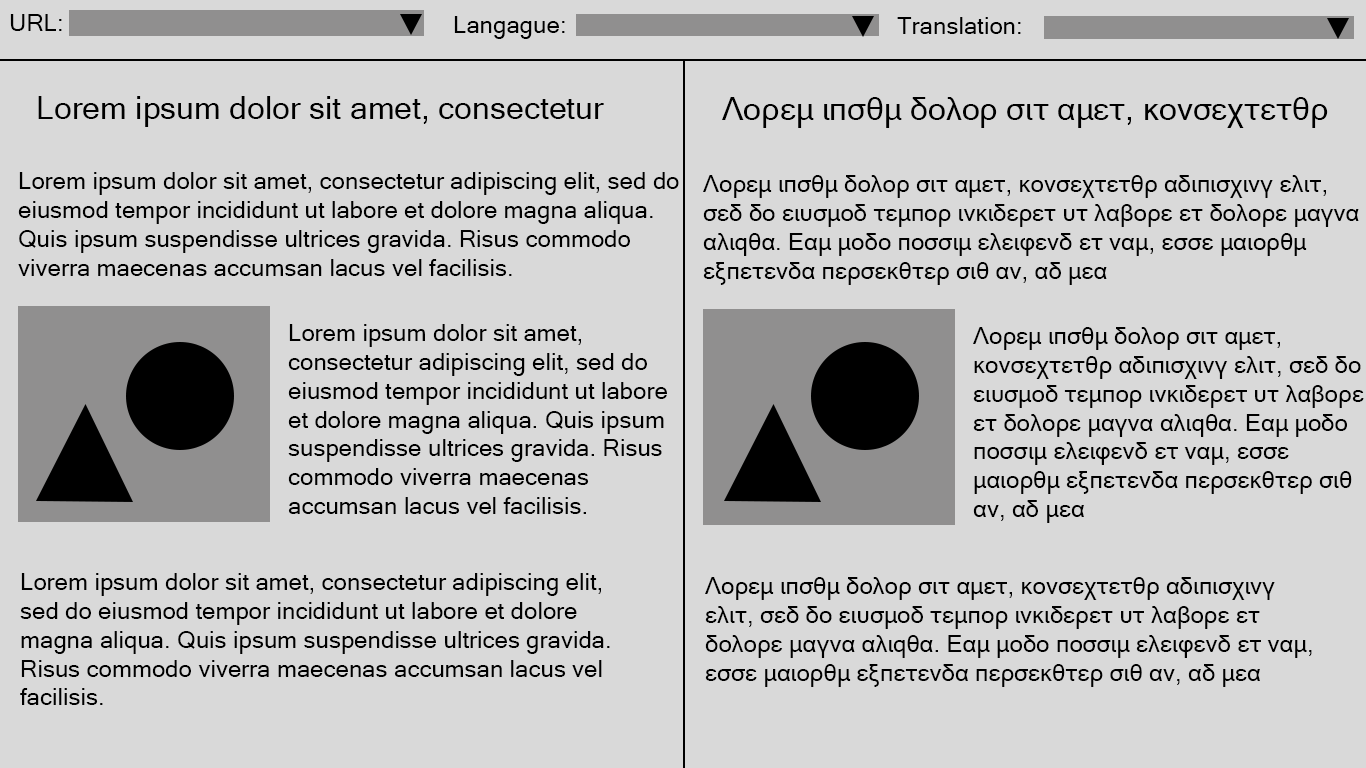 URL:
Langague:
Translation:
Lorem ipsum dolor sit amet, consectetur
Lorem ipsum dolor sit amet, consectetur adipiscing elit, sed do
eiusmod tempor incididunt ut labore et dolore magna aliqua.
Quis ipsum suspendisse ultrices gravida. Risus commodo
viverra maecenas accumsan lacus vel facilisis.
Lorem ipsum dolor sit amet,
consectetur adipiscing elit, sed do
eiusmod tempor incididunt ut labore
et dolore magna aliqua. Quis ipsum
suspendisse ultrices gravida. Risus
commodo viverra maecenas
accumsan lacus vel facilisis.
Lorem ipsum dolor sit amet, consectetur adipiscing elit,
sed do eiusmod tempor incididunt ut labore et dolore
magna aliqua. Quis ipsum suspendisse ultrices gravida.
Risus commodo viverra maecenas accumsan lacus vel
facilisis.
Λορεμ ιπσθμ δολορ σιτ αμετ, κονσεχτετθρ
Λορεμ ιπσθμ δολορ σιτ αμετ, κονσεχτετθρ αδιπισχινγ ελιτ,
σεδ δο ειυσμοδ τεμπορ ινκιδερετ υτ λαβορε ετ δολορε μαγνα
αλιqθα. Εαμ μοδο ποσσιμ ελειφενδ ετ ναμ, εσσε μαιορθμ
εξπετενδα περσεκθτερ σιθ αν, αδ μεα
Λορεμ ιπσθμ δολορ σιτ αμετ,
κονσεχτετθρ αδιπισχινγ ελιτ, σεδ δο
ειυσμοδ τεμπορ ινκιδερετ υτ λαβορε
ετ δολορε μαγνα αλιqθα. Εαμ μοδο
ποσσιμ ελειφενδ ετ ναμ, εσσε
μαιορθμ εξπετενδα περσεκθτερ σιθ
αν, αδ μεα
Λορεμ ιπσθμ δολορ σιτ αμετ, κονσεχτετθρ αδιπισχινγ
ελιτ, σεδ δο ειυσμοδ τεμπορ ινκιδερετ υτ λαβορε ετ
δολορε μαγνα αλιqθα. Εαμ μοδο ποσσιμ ελειφενδ ετ ναμ,
εσσε μαιορθμ εξπετενδα περσεκθτερ σιθ αν, αδ μεα